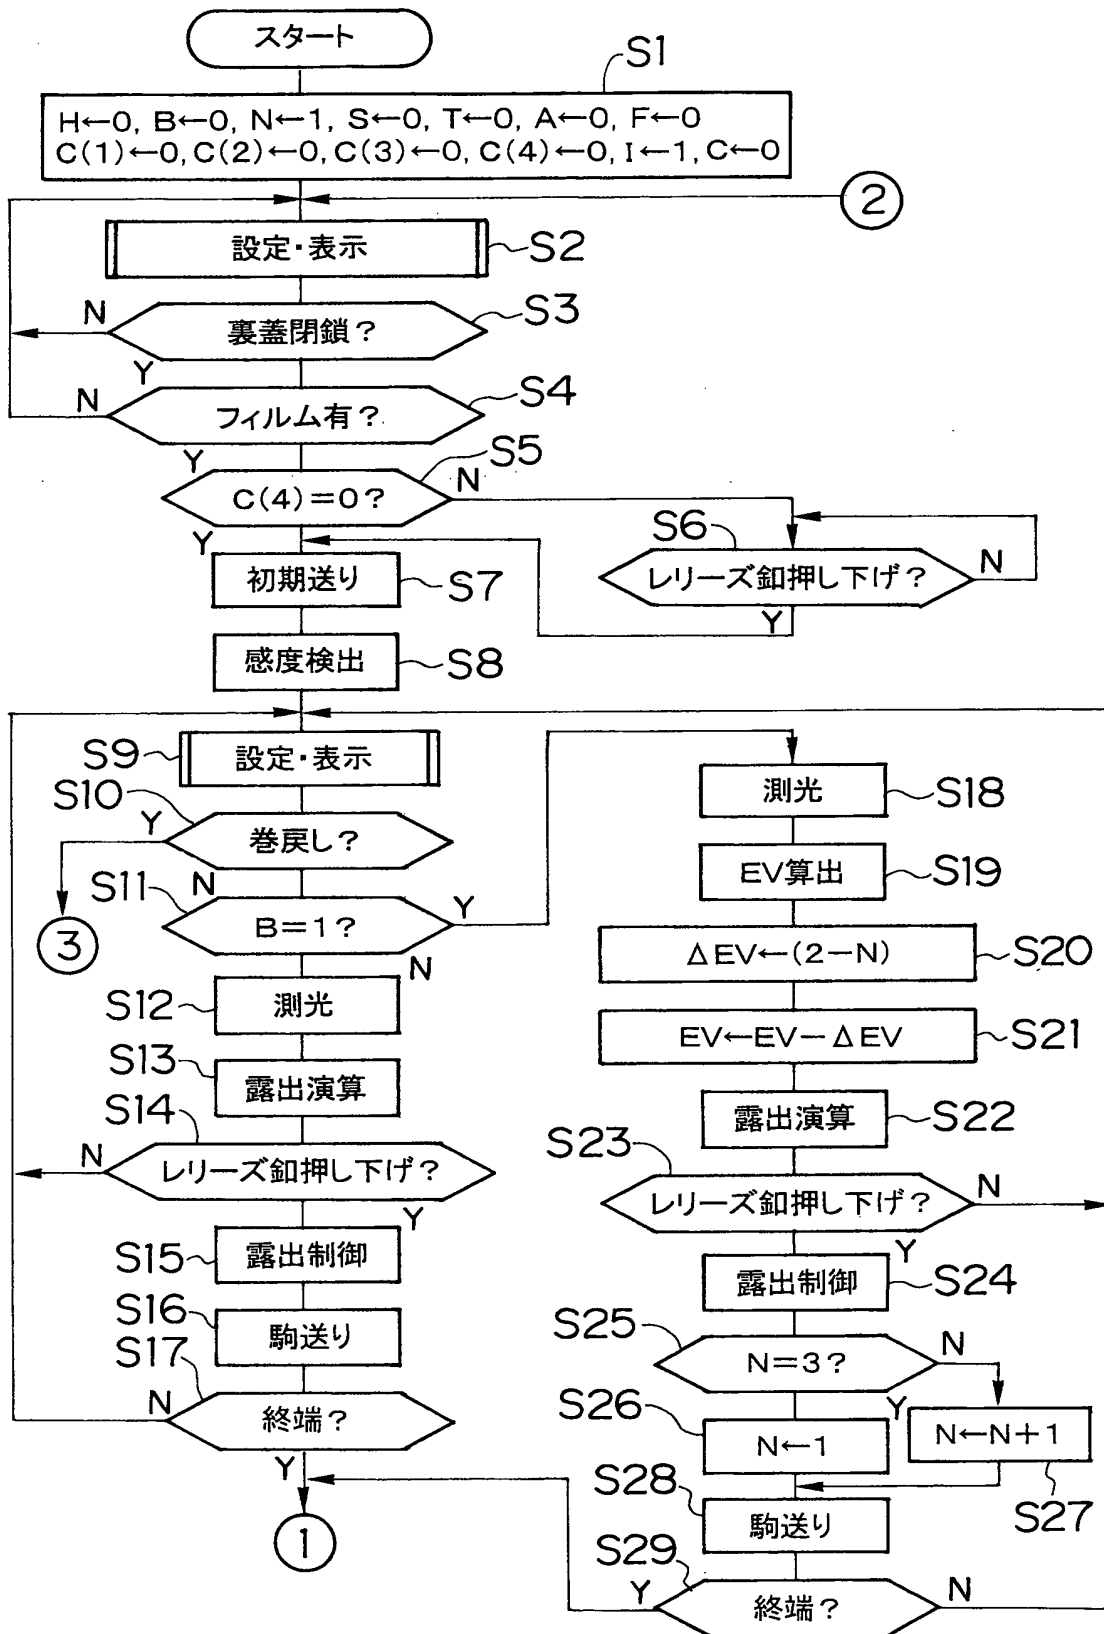 スタート
S1
H←0, B←0, N←1, S←0, T←0, A←0, F←0
C(1)←0, C(2)←0, C(3)←0, C(4)←0, I←1, C←0
②
設定・表示
S2
N
裏蓋閉鎖?
S3
Y
N
フィルム有?
S4
Y
C(4)=0?
S5
N
Y
S6
レリーズ釦押し下げ?
N
Y
初期送り
S7
感度検出
S8
S9
設定・表示
S10
Y
巻戻し?
N
③
S11
B=1?
Y
N
S12
測光
S13
露出演算
S14
N
レリーズ釦押し下げ?
Y
S15
露出制御
S16
駒送り
S17
N
終端?
Y
①
測光
S18
EV算出
S19
ΔEV←(2-N)
S20
EV←EV-ΔEV
S21
露出演算
S22
S23
レリーズ釦押し下げ?
N
Y
露出制御
S24
S25
N=3?
N
Y
S26
N←1
N←N+1
S27
S28
駒送り
S29
Y
終端?
N